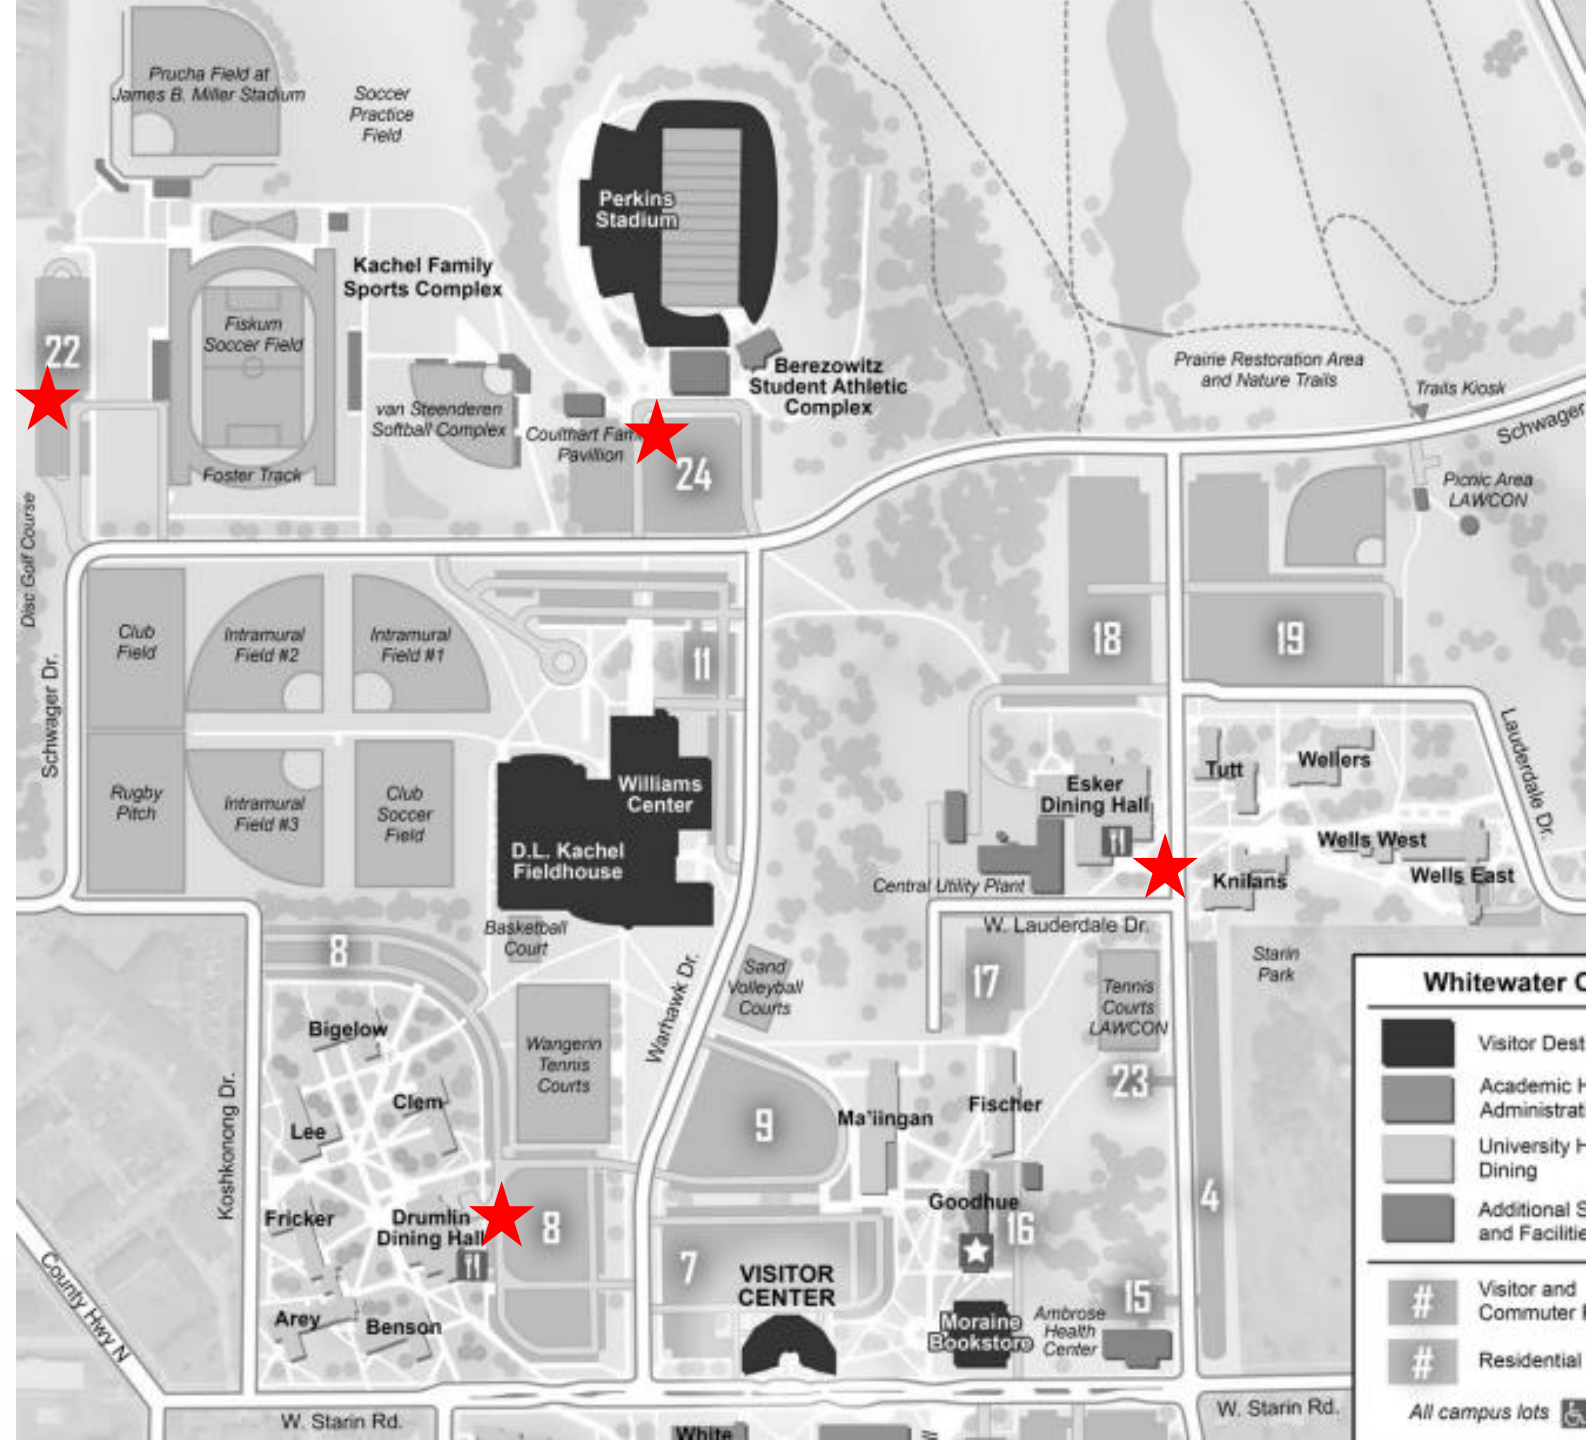 Prucha Field at
James B. Miller Stadium
Soccer
Practice
Field
Perkins
Stadium
Kachel Family
Sports Complex
22
Fiskum
Soccer Field
Berezowitz
Student Athletic
Complex
Prairie Restoration Area
and Nature Trails
Trails Kiosk
Schwager
van Steenderen
Softball Complex
Coulthart Fam
Pavillion
24
Foster Track
Picnic Area
LAWCON
Disc Golf Course
Club
Field
Intramural
Field #2
Intramural
Field #1
11
18
19
Schwager Dr.
Lauderdale Dr.
Rugby
Pitch
Intramural
Field #3
Club
Soccer
Field
Williams
Center
D.L. Kachel
Fieldhouse
Esker
Dining Hall
Tutt
Wellers
Wells West
Wells East
Knilans
Central Utility Plant
W. Lauderdale Dr.
Basketball
Court
8
Warhawk Dr.
Sand
Volleyball
Courts
17
Tennis
Courts
LAWCON
Starin
Park
Whitewater C
Visitor Dest
Academic H
Administrat
University H
Dining
Additional S
and Facilitie
Visitor and
Commuter
#
Residential
#
All campus lots
Bigelow
Clem
Lee
Wangerin
Tennis
Courts
9
Ma'iingan
Fischer
23
4
Koshkonong Dr.
Fricker
Drumlin
Dining Hall
8
Goodhue
16
7
VISITOR
CENTER
Moraine
Bookstore
Ambrose
Health
Center
15
Arey
Benson
County Hwy N
W. Starin Rd.
W. Starin Rd.
White